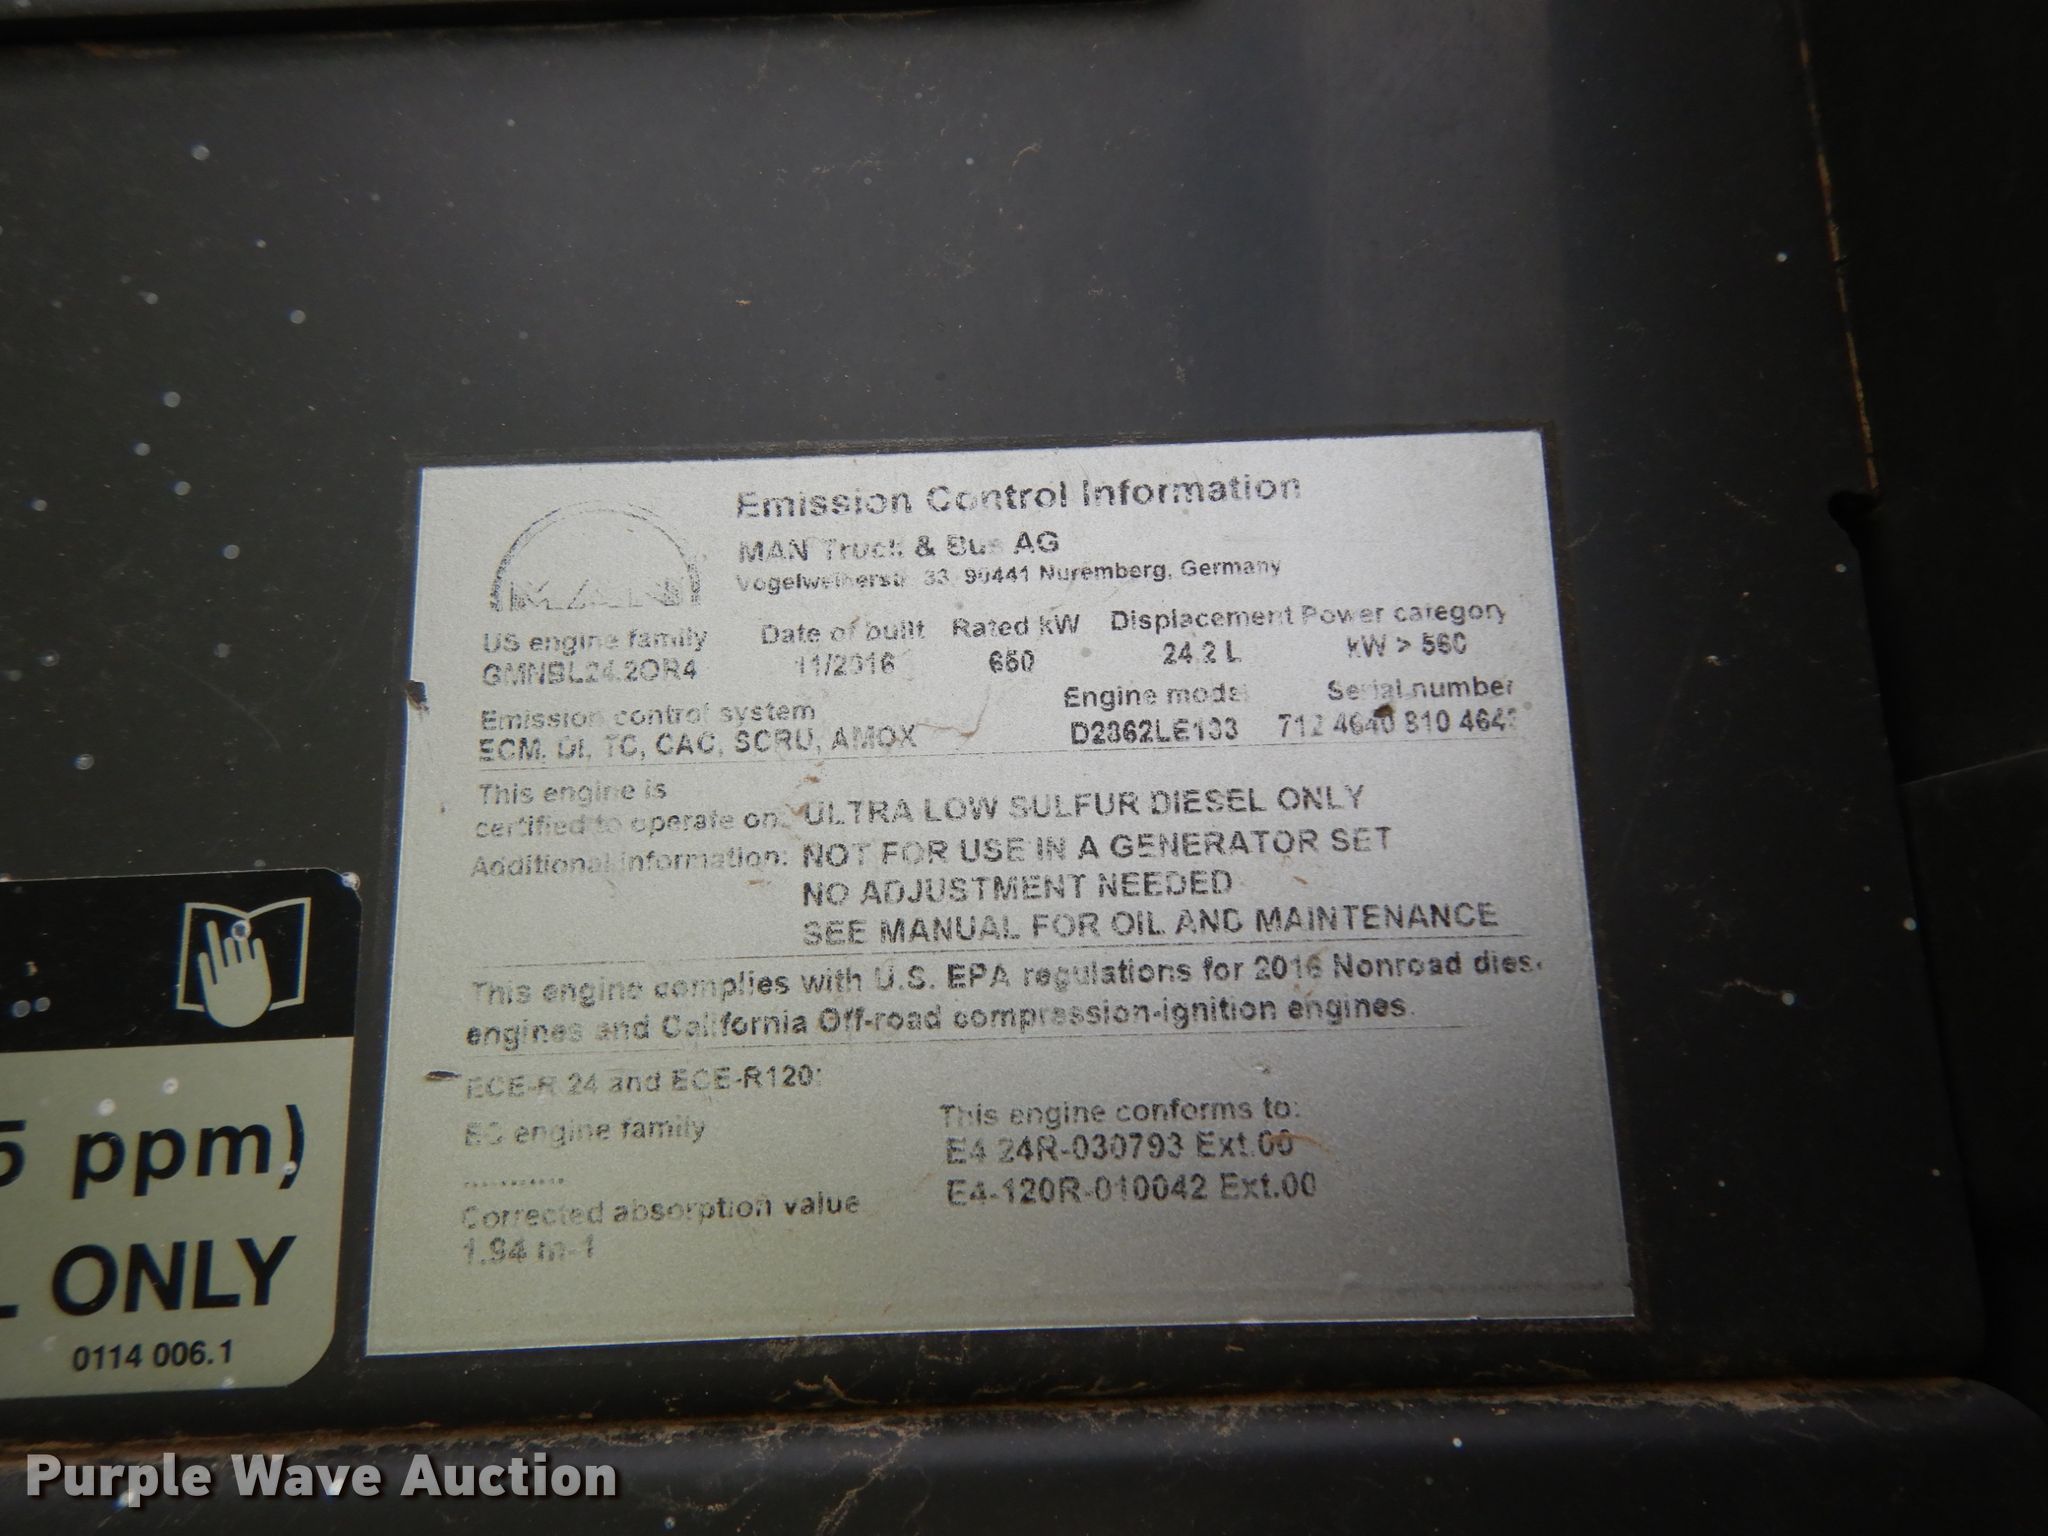 Emission Control Information
MAN Truck & Bus AG
Vogelweiherstr. 33, 90441 Nuremberg, Germany
MAN
US engine family Date of built Rated kW Displacement Power category
GMNBL24.2OR4 11/2016 650 24.2 L kW > 560
Emission control system Engine model Serial number
ECM, DI, TC, CAC, SCRU, AMOX D2862LE133 712 4640 810
This engine is
certified to operate on: ULTRA LOW SULFUR DIESEL ONLY
Additional information: NOT FOR USE IN A GENERATOR SET
NO ADJUSTMENT NEEDED
SEE MANUAL FOR OIL AND MAINTENANCE
This engine complies with U.S. EPA regulations for 2016 Nonroad dies
engines and California Off-road compression-ignition engines.
ECE-R 24 and ECE-R120:
EC engine family
This engine conforms to:
E4 24R-030793 Ext.00
E4-120R-010042 Ext.00
Corrected absorption value
1.94 m-1
5 ppm)
L ONLY
0114 006.1
Purple Wave Auction